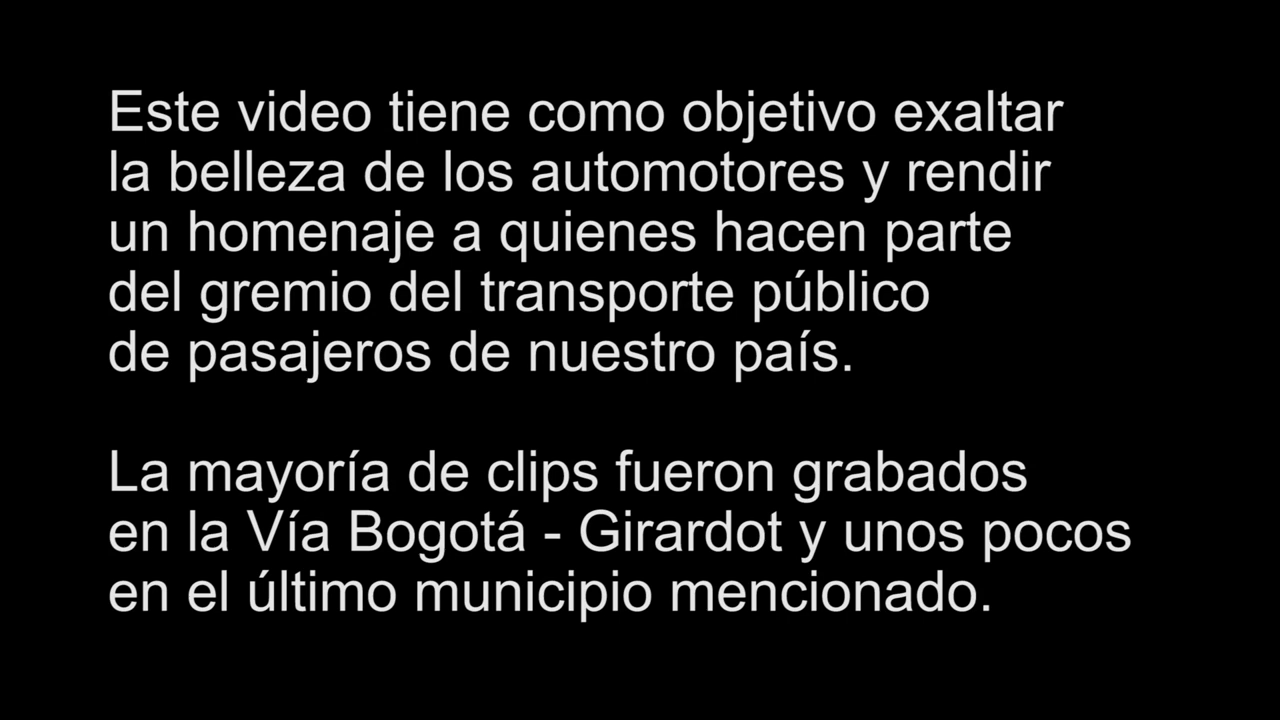 Este video tiene como objetivo exaltar
la belleza de los automotores y rendir
un homenaje a quienes hacen parte
del gremio del transporte público
de pasajeros de nuestro país.
La mayoría de clips fueron grabados
en la Vía Bogotá - Girardot y unos pocos
en el último municipio mencionado.